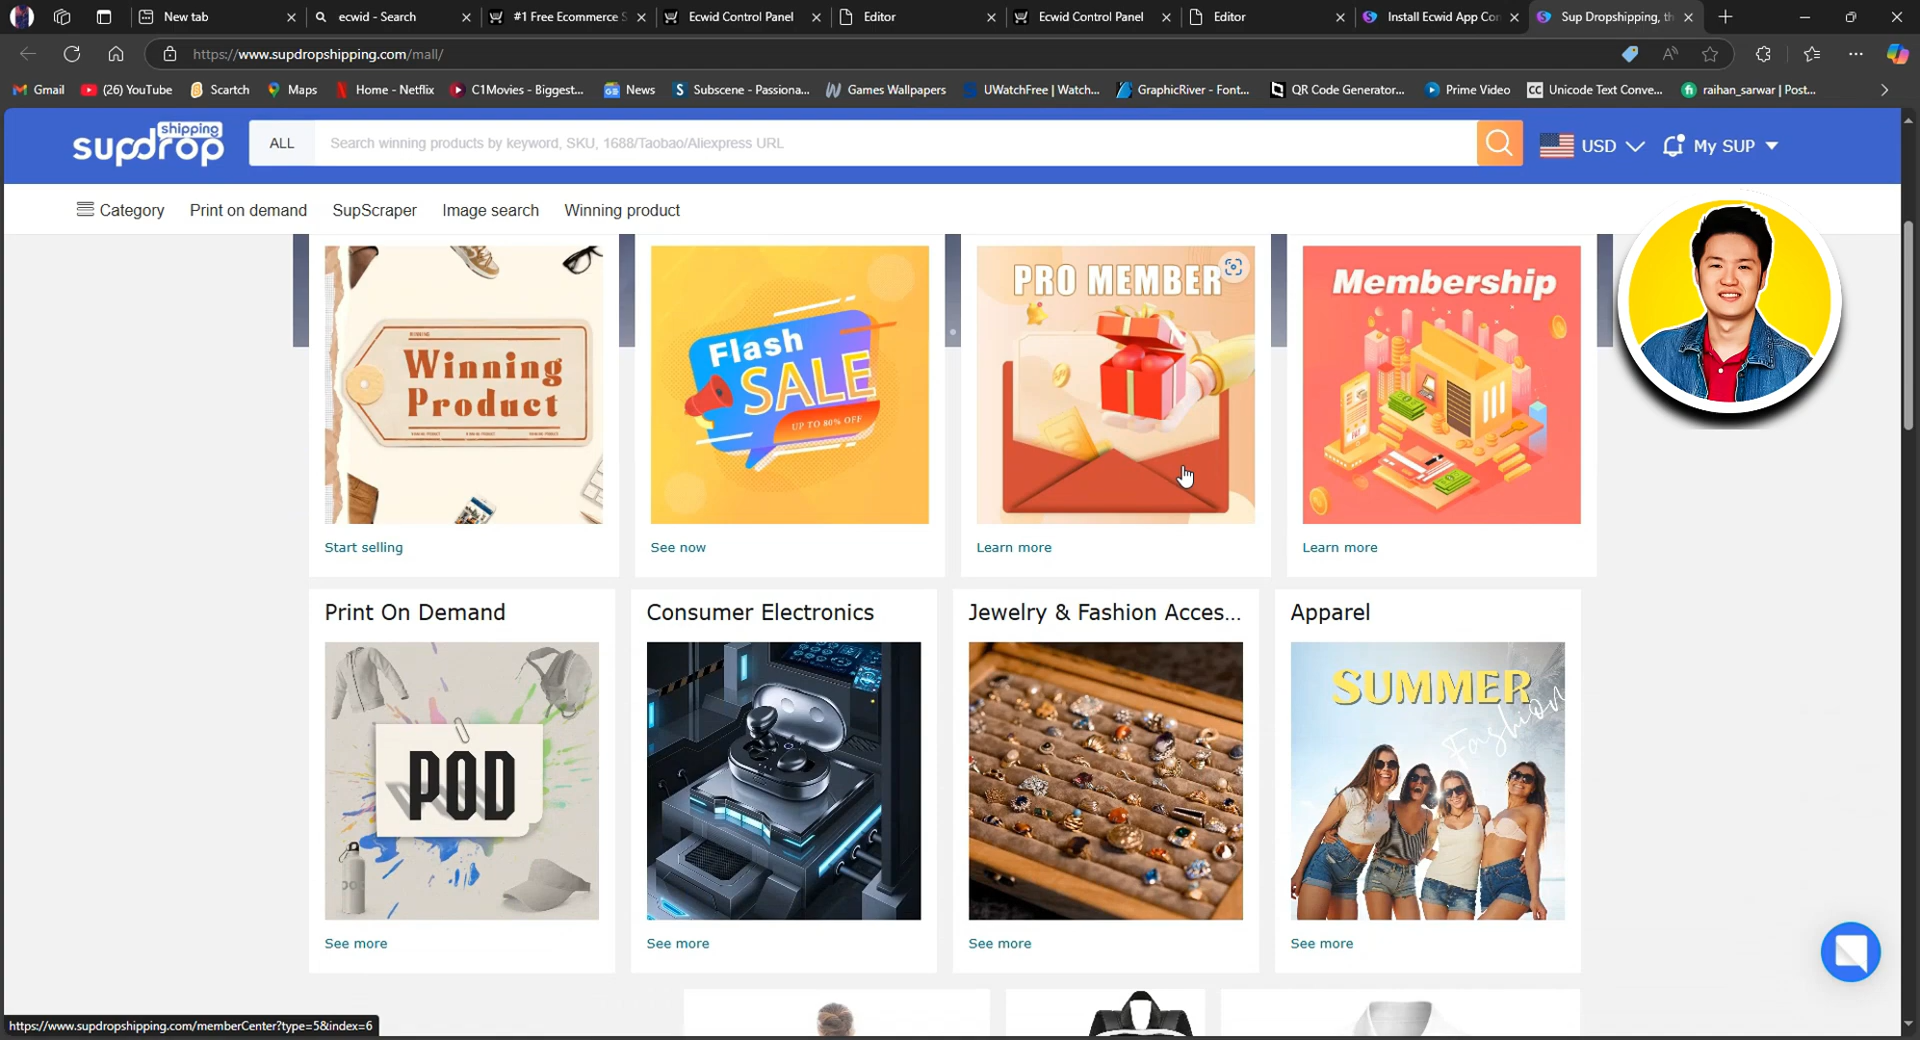 New tab
ecwid - Search
#1 Free Ecommerce S
Ecwid Control Panel
Editor
Ecwid Control Panel
Editor
Install Ecwid App Con
Sup Dropshipping, th
https://www.supdropshipping.com/mall/
Gmail
(26) YouTube
Scartch
Maps
Home - Netflix
C1Movies - Biggest...
News
Subscene - Passiona...
Games Wallpapers
UWatchFree | Watch...
GraphicRiver - Font...
QR Code Generator...
Prime Video
CC Unicode Text Conve...
raihan_sarwar | Post...
supdrop shipping
ALL
Search winning products by keyword, SKU, 1688/Taobao/Aliexpress URL
USD
My SUP
Category
Print on demand
SupScraper
Image search
Winning product
Winning
Product
Flash
SALE
UP TO 80% OFF
PRO MEMBER
Membership
Start selling
See now
Learn more
Learn more
Print On Demand
Consumer Electronics
Jewelry & Fashion Acces...
Apparel
POD
SUMMER
Fashion
See more
See more
See more
See more
https://www.supdropshipping.com/memberCenter?type=5&index=6